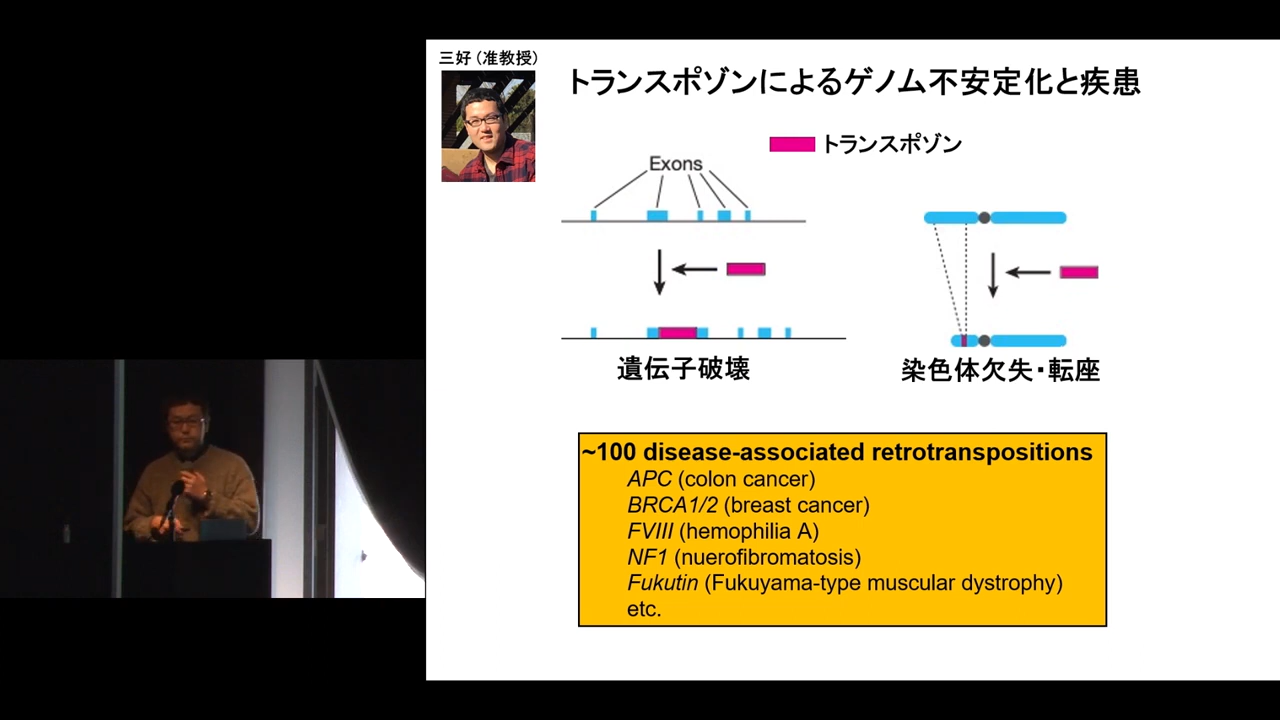 三好（准教授）
トランスポゾンによるゲノム不安定化と疾患
トランスポゾン
Exons
遺伝子破壊
染色体欠失・転座
~100 disease-associated retrotranspositions
APC (colon cancer)
BRCA1/2 (breast cancer)
FVIII (hemophilia A)
NF1 (nuerofibromatosis)
Fukutin (Fukuyama-type muscular dystrophy)
etc.